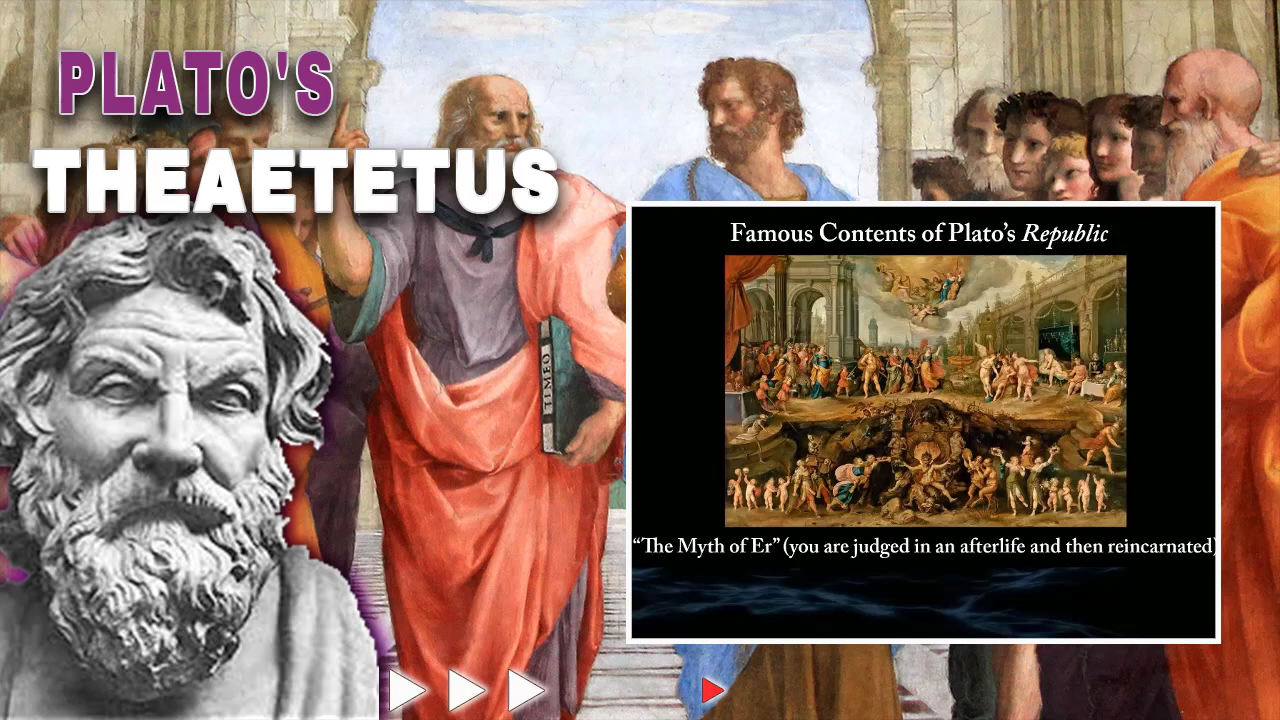 PLATO'S
THEAETETUS
TIMEO
Famous Contents of Plato’s Republic
“The Myth of Er” (you are judged in an afterlife and then reincarnated)